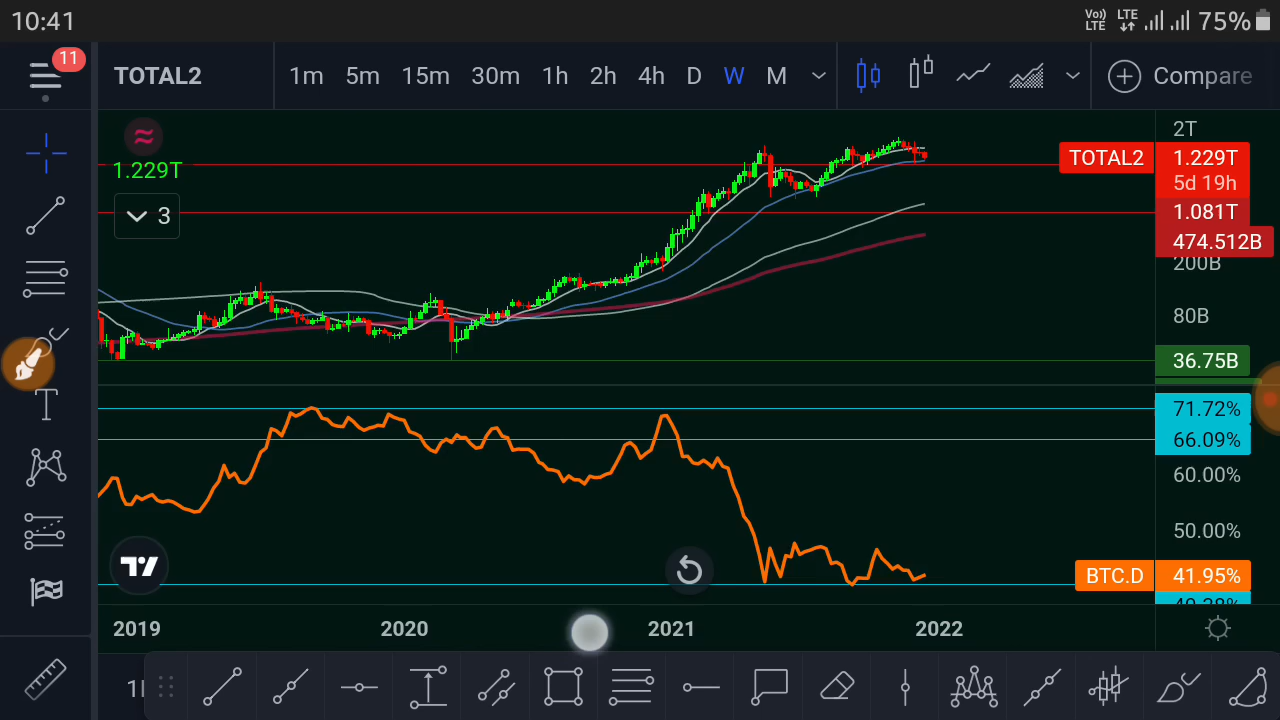 10:41
Vo)) LTE LTE 75%
11
TOTAL2 1m 5m 15m 30m 1h 2h 4h D W M Compare
2T
1.229T
TOTAL2 1.229T
5d 19h
3
1.081T
474.512B
200B
80B
36.75B
71.72%
66.09%
60.00%
50.00%
BTC.D 41.95%
2019 2020 2021 2022